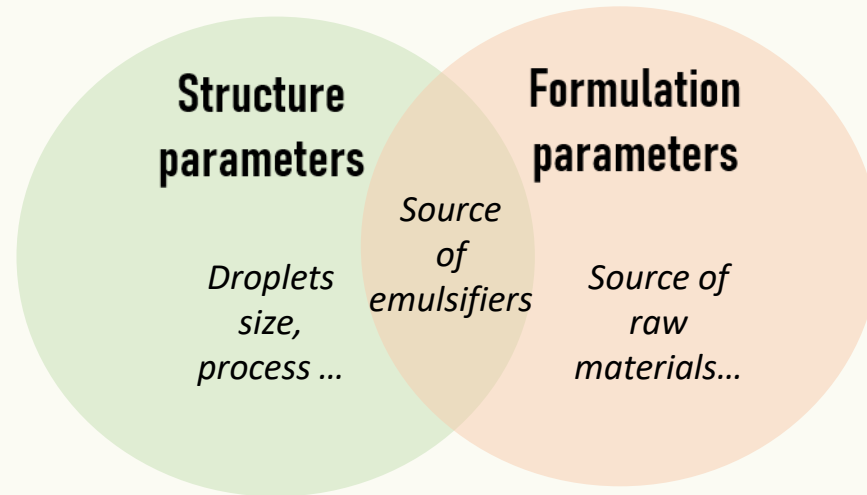 Structure
parameters
Formulation
parameters
Source
of
emulsifiers
Droplets
size,
process ...
Source of
raw
materials...